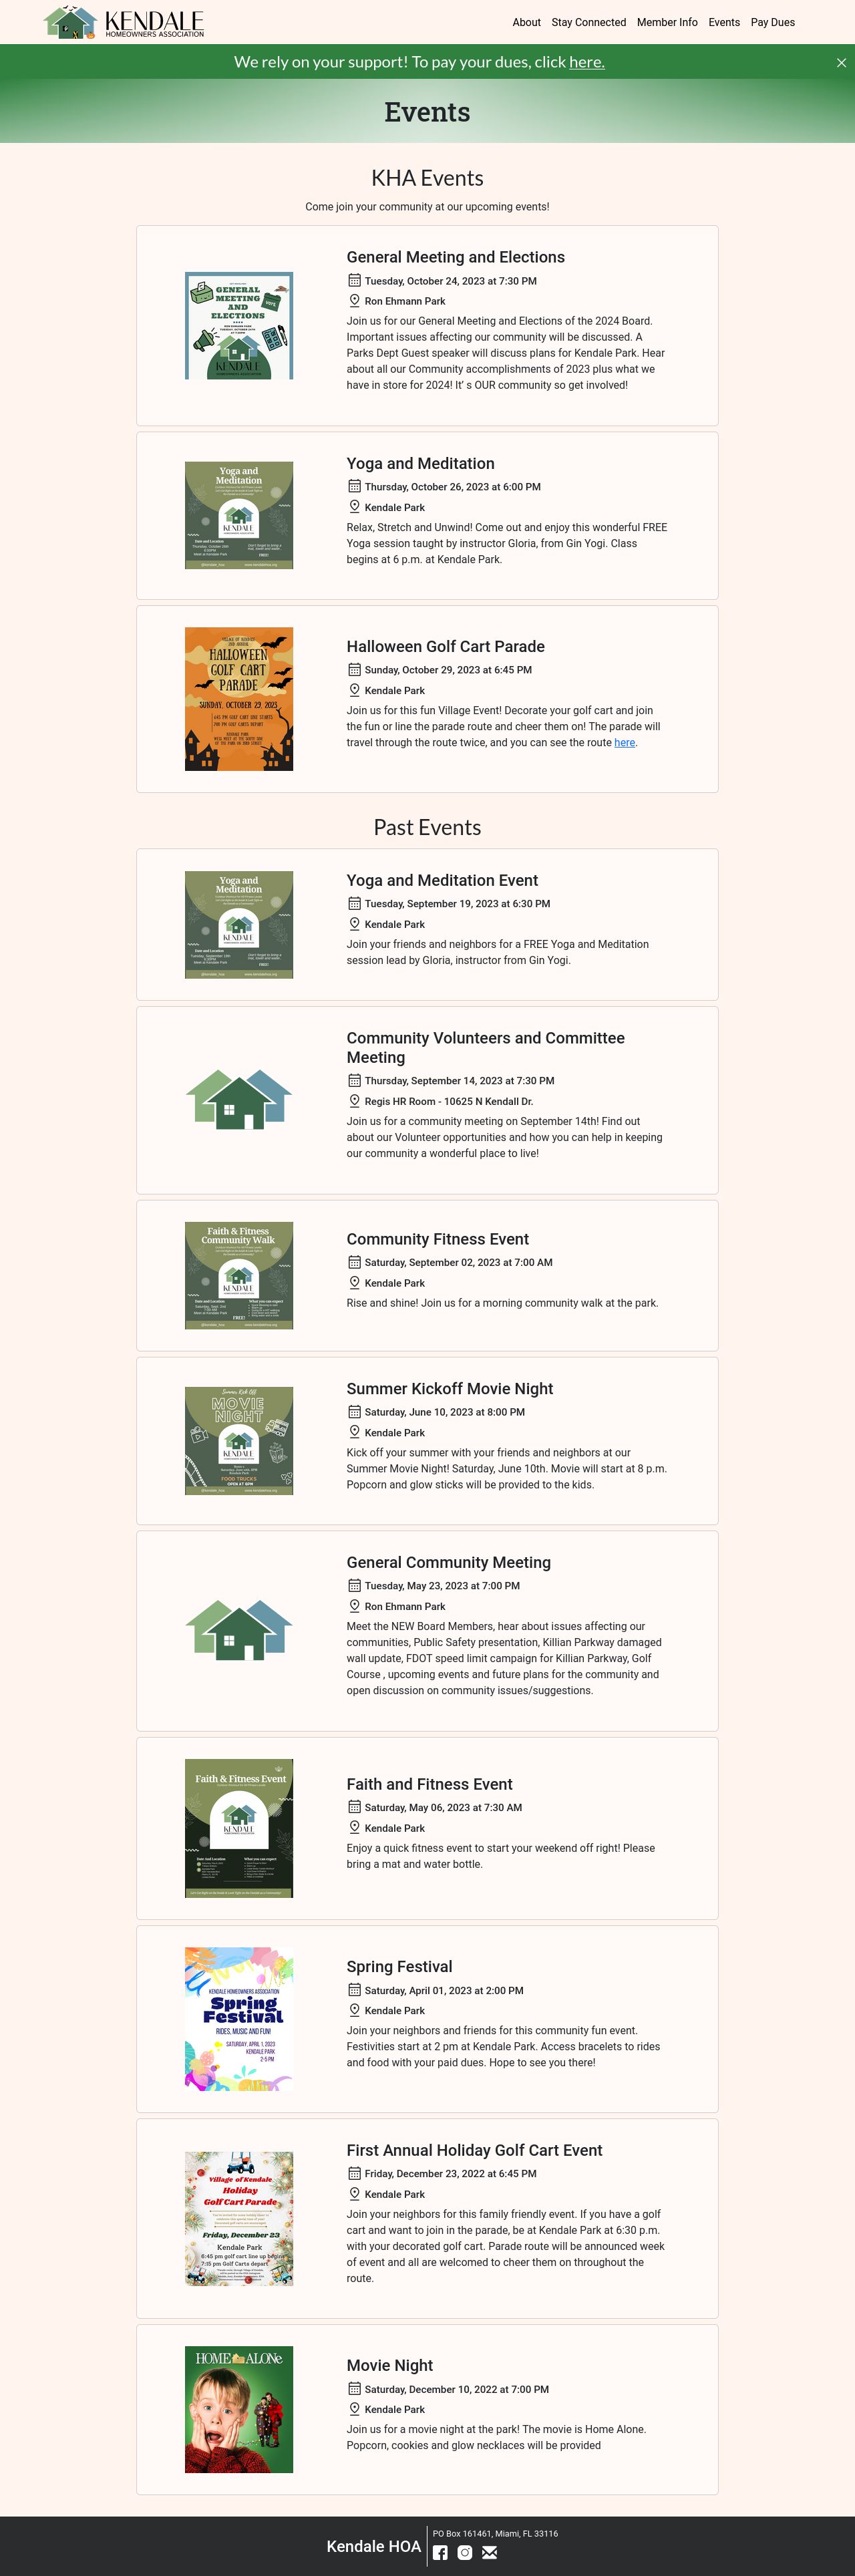 KENDALE
HOMEOWNERS ASSOCIATION
About Stay Connected Member Info Events Pay Dues
We rely on your support! To pay your dues, click here.
Events
KHA Events
Come join your community at our upcoming events!
GENERAL
MEETING
AND
ELECTIONS
VOTE
KENDALE
General Meeting and Elections
Tuesday, October 24, 2023 at 7:30 PM
Ron Ehmann Park
Join us for our General Meeting and Elections of the 2024 Board.
Important issues affecting our community will be discussed. A
Parks Dept Guest speaker will discuss plans for Kendale Park. Hear
about all our Community accomplishments of 2023 plus what we
have in store for 2024! It’ s OUR community so get involved!
Yoga and
Meditation
KENDALE
Yoga and Meditation
Thursday, October 26, 2023 at 6:00 PM
Kendale Park
Relax, Stretch and Unwind! Come out and enjoy this wonderful FREE
Yoga session taught by instructor Gloria, from Gin Yogi. Class
begins at 6 p.m. at Kendale Park.
HALLOWEEN
GOLF CART
PARADE
SUNDAY, OCTOBER 29, 2023
Halloween Golf Cart Parade
Sunday, October 29, 2023 at 6:45 PM
Kendale Park
Join us for this fun Village Event! Decorate your golf cart and join
the fun or line the parade route and cheer them on! The parade will
travel through the route twice, and you can see the route here.
Past Events
Yoga and
Meditation
KENDALE
Yoga and Meditation Event
Tuesday, September 19, 2023 at 6:30 PM
Kendale Park
Join your friends and neighbors for a FREE Yoga and Meditation
session lead by Gloria, instructor from Gin Yogi.
Community Volunteers and Committee
Meeting
Thursday, September 14, 2023 at 7:30 PM
Regis HR Room - 10625 N Kendall Dr.
Join us for a community meeting on September 14th! Find out
about our Volunteer opportunities and how you can help in keeping
our community a wonderful place to live!
Faith & Fitness
Community Walk
KENDALE
Community Fitness Event
Saturday, September 02, 2023 at 7:00 AM
Kendale Park
Rise and shine! Join us for a morning community walk at the park.
Summer Kick Off
MOVIE
NIGHT
KENDALE
FOOD TRUCKS
Summer Kickoff Movie Night
Saturday, June 10, 2023 at 8:00 PM
Kendale Park
Kick off your summer with your friends and neighbors at our
Summer Movie Night! Saturday, June 10th. Movie will start at 8 p.m.
Popcorn and glow sticks will be provided to the kids.
General Community Meeting
Tuesday, May 23, 2023 at 7:00 PM
Ron Ehmann Park
Meet the NEW Board Members, hear about issues affecting our
communities, Public Safety presentation, Killian Parkway damaged
wall update, FDOT speed limit campaign for Killian Parkway, Golf
Course , upcoming events and future plans for the community and
open discussion on community issues/suggestions.
Faith & Fitness Event
KENDALE
Faith and Fitness Event
Saturday, May 06, 2023 at 7:30 AM
Kendale Park
Enjoy a quick fitness event to start your weekend off right! Please
bring a mat and water bottle.
KENDALE HOMEOWNERS ASSOCIATION
Spring
Festival
RIDES, MUSIC AND FUN!
SATURDAY, APRIL 1, 2023
KENDALE PARK
2-5 PM
Spring Festival
Saturday, April 01, 2023 at 2:00 PM
Kendale Park
Join your neighbors and friends for this community fun event.
Festivities start at 2 pm at Kendale Park. Access bracelets to rides
and food with your paid dues. Hope to see you there!
Village of Kendale
Holiday
Golf Cart Parade
Friday, December 23
Kendale Park
6:45 pm golf cart line up begins
7:15 pm Golf Carts depart
First Annual Holiday Golf Cart Event
Friday, December 23, 2022 at 6:45 PM
Kendale Park
Join your neighbors for this family friendly event. If you have a golf
cart and want to join in the parade, be at Kendale Park at 6:30 p.m.
with your decorated golf cart. Parade route will be announced week
of event and all are welcomed to cheer them on throughout the
route.
HOME ALONe
Movie Night
Saturday, December 10, 2022 at 7:00 PM
Kendale Park
Join us for a movie night at the park! The movie is Home Alone.
Popcorn, cookies and glow necklaces will be provided
Kendale HOA
PO Box 161461, Miami, FL 33116